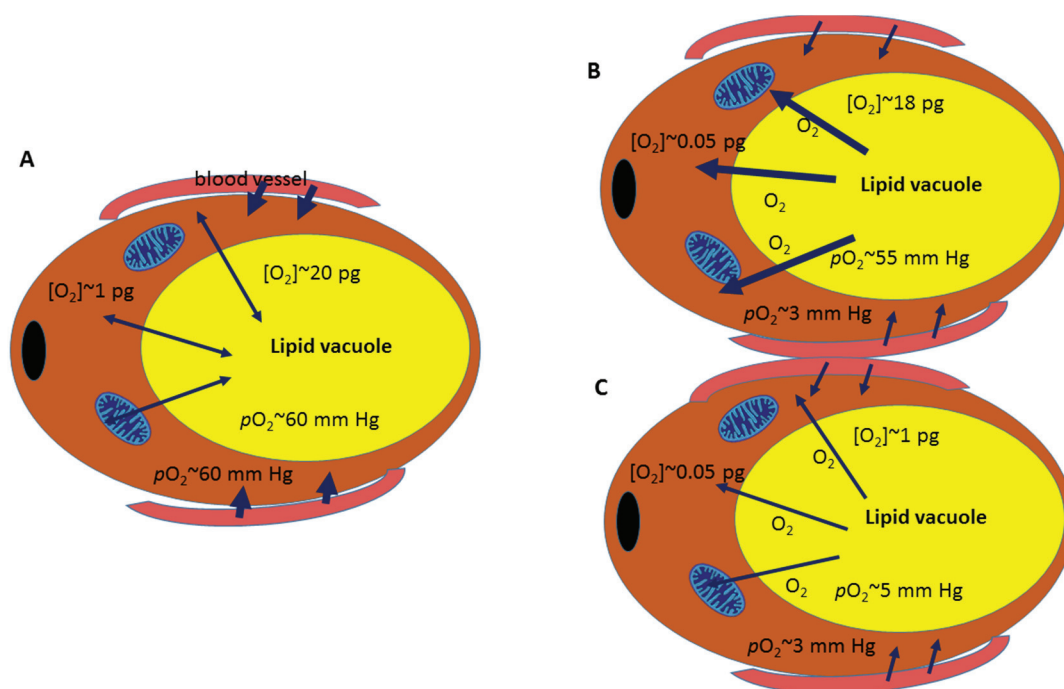 A
blood vessel
[O₂]~20 pg
[O₂]~1 pg
Lipid vacuole
pO₂~60 mm Hg
pO₂~60 mm Hg
B
[O₂]~18 pg
O₂
[O₂]~0.05 pg
Lipid vacuole
O₂
O₂
pO₂~55 mm Hg
pO₂~3 mm Hg
C
[O₂]~1 pg
O₂
[O₂]~0.05 pg
Lipid vacuole
O₂
O₂
pO₂~5 mm Hg
pO₂~3 mm Hg